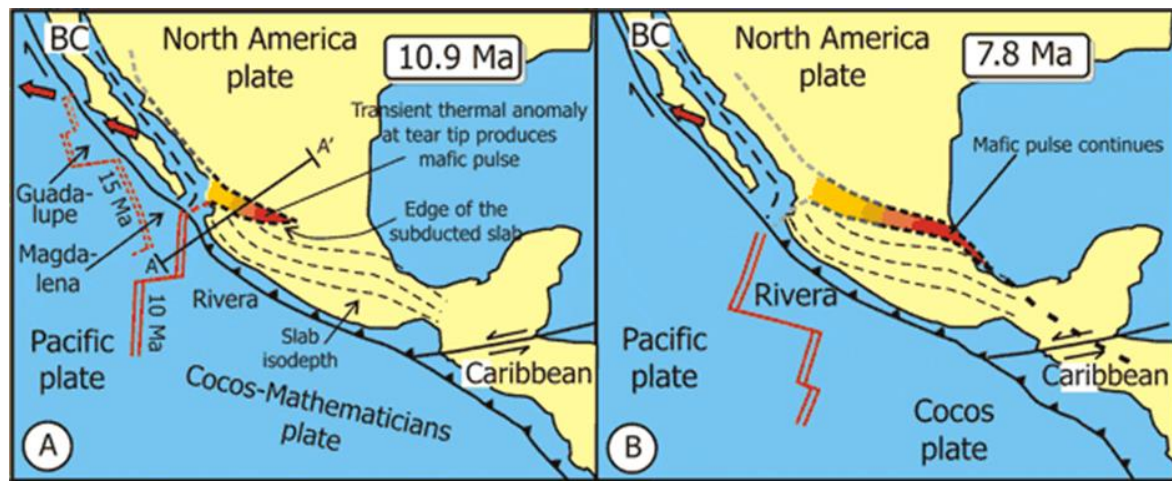 BC
North America
plate
10.9 Ma
Transient thermal anomaly
at tear tip produces
mafic pulse
A'
Guada-
lupe
15 Ma
Magda-
lena
A
Edge of the
subducted slab
10 Ma
Rivera
Slab
isodepth
Pacific
plate
Cocos-Mathematicians
plate
Caribbean
A
BC
North America
plate
7.8 Ma
Mafic pulse continues
Rivera
Pacific
plate
Cocos
plate
Caribbean
B